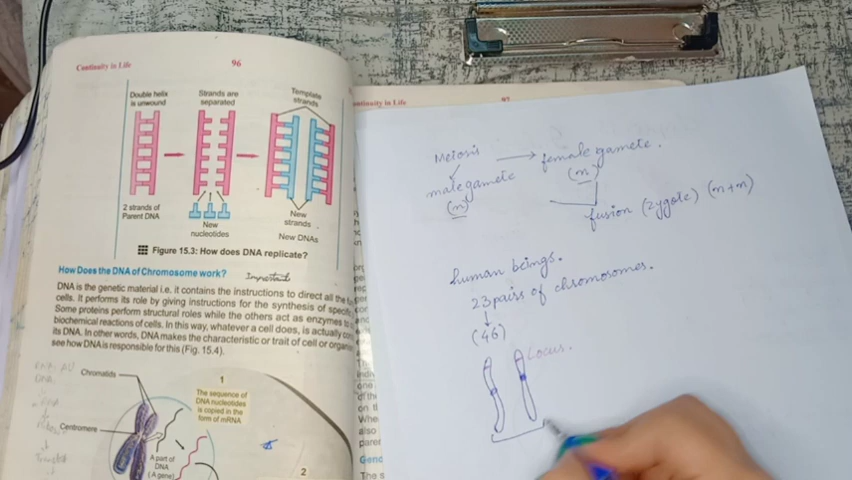 Continuity in Life
96
Double helix
is unwound
Strands are
separated
Template
strands
2 strands of
Parent DNA
New
nucleotides
New
strands
New DNAs
Figure 15.3: How does DNA replicate?
How Does the DNA of Chromosome work?
Important
DNA is the genetic material i.e. it contains the instructions to direct all the
cells. It performs its role by giving instructions for the synthesis of
Some proteins perform structural roles while the others act as enzymes to
biochemical reactions of cells. In this way, whatever a cell does, is actually
its DNA. In other words, DNA makes the characteristic or trait of cell or
see how DNA is responsible for this (Fig. 15.4).
Chromatids
Centromere
A part of
DNA
(A gene)
1
The sequence of
DNA nucleotides
is copied in the
form of mRNA
2
Continuity in Life
97
Meiosis
male gamete
(n)
female gamete.
(n)
fusion (zygote) (n+n)
human beings.
23 pairs of chromosomes.
(46)
Locus.